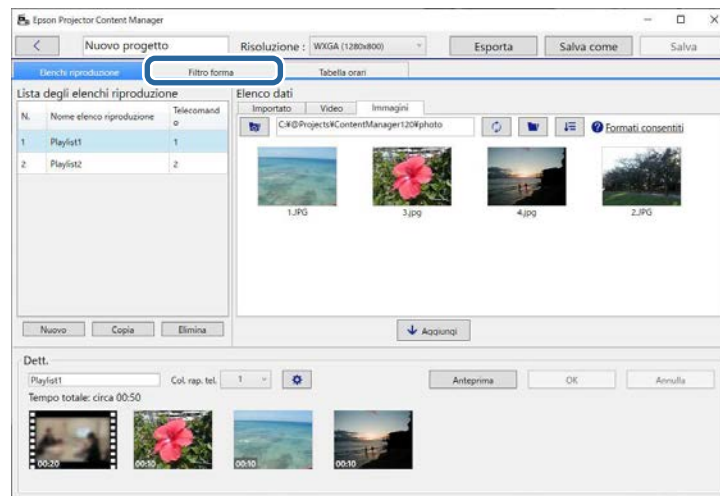 Epson Projector Content Manager
Nuovo progetto Risoluzione : WXGA (1280x800) Esporta Salva come Salva
Elenchi riproduzione Filtro forma Tabella orari
Lista degli elenchi riproduzione
N. Nome elenco riproduzione Telecomand
o
1 Playlist1 1
2 Playlist2 2
Nuovo Copia Elimina
Elenco dati
Importato Video Immagini
C:¥@Projects¥ContentManager120¥photo Formati consentiti
1.JPG 3.jpg 4.jpg 2.JPG
Aggiungi
Dett.
Playlist1 Col. rap. tel. 1 Anteprima OK Annulla
Tempo totale: circa 00:50
00:20 00:10 00:10 00:10